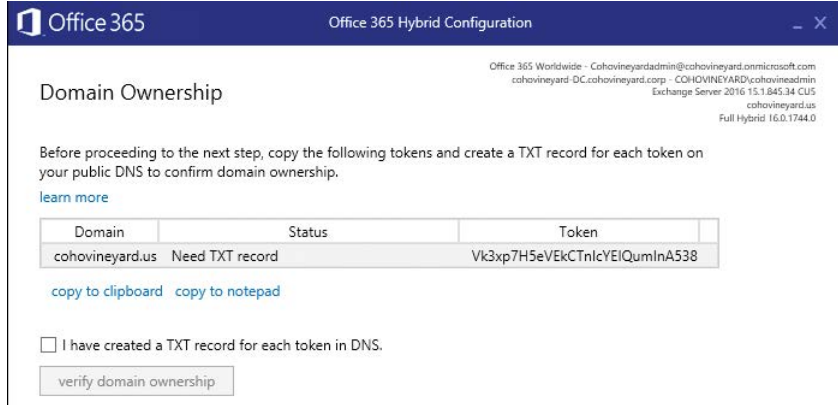 Office 365
Office 365 Hybrid Configuration
Office 365 Worldwide - Cohovineyardadmin@cohovineyard.onmicrosoft.com
cohovineyard-DC.cohovineyard.corp - COHOVINEYARD\cohovineadmin
Exchange Server 2016 15.1.845.34 CU5
cohovineyard.us
Full Hybrid 16.0.1744.0
Domain Ownership
Before proceeding to the next step, copy the following tokens and create a TXT record for each token on
your public DNS to confirm domain ownership.
learn more
Domain Status Token
cohovineyard.us Need TXT record Vk3xp7H5eVEkCTnIcYEIQumInA538
copy to clipboard copy to notepad
I have created a TXT record for each token in DNS.
verify domain ownership